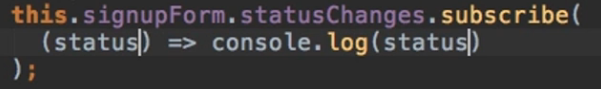 this.signupForm.statusChanges.subscribe(
(status) => console.log(status)
);